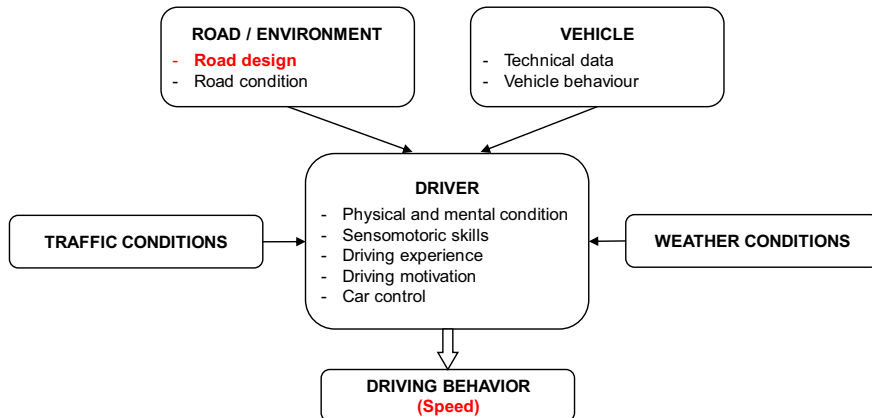 ROAD / ENVIRONMENT
- Road design
- Road condition
VEHICLE
- Technical data
- Vehicle behaviour
DRIVER
- Physical and mental condition
- Sensomotoric skills
- Driving experience
- Driving motivation
- Car control
TRAFFIC CONDITIONS
WEATHER CONDITIONS
DRIVING BEHAVIOR
(Speed)